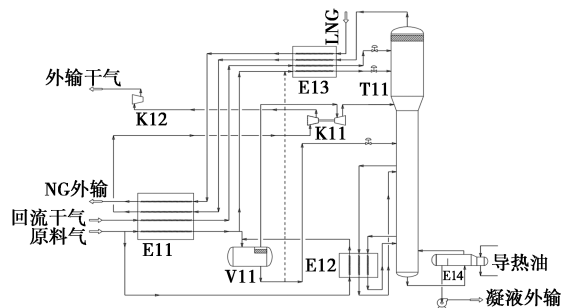 LNG
外输干气
E13
T11
K12
K11
NG外输
回流干气
原料气
E11
V11
E12
E14
导热油
凝液外输